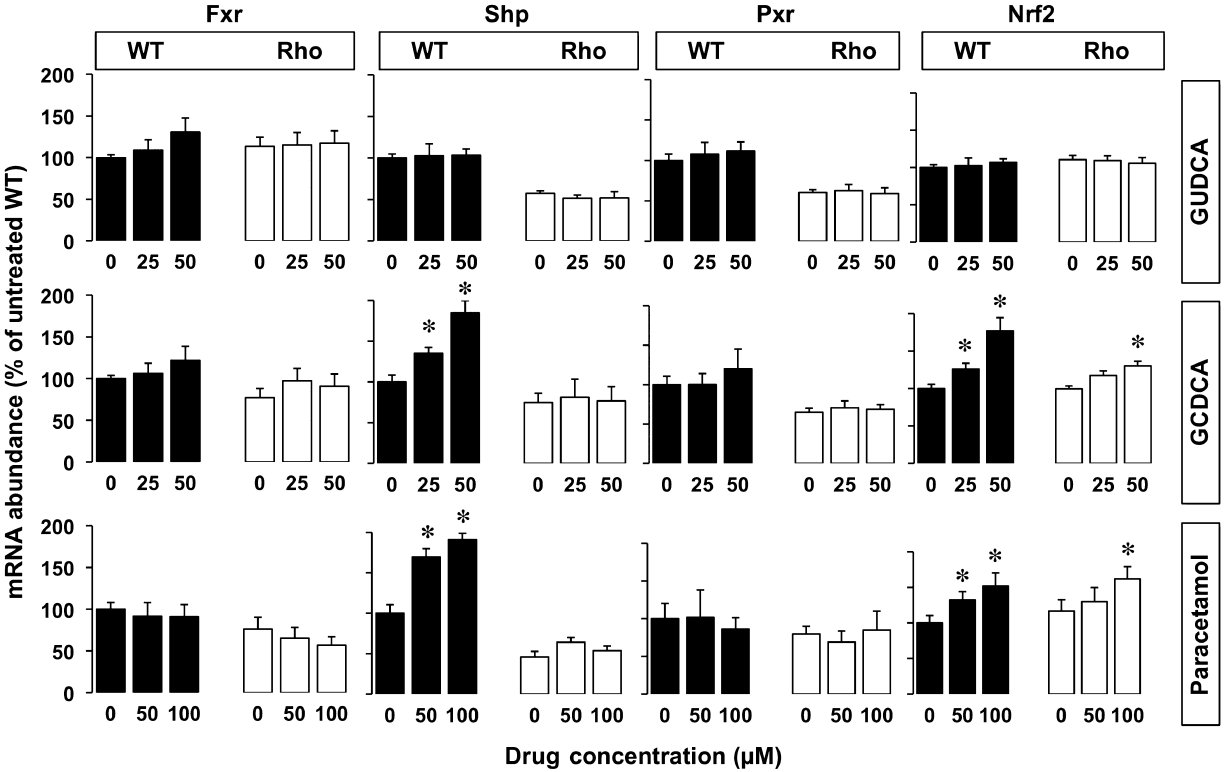 Fxr Shp Pxr Nrf2
WT Rho WT Rho WT Rho WT Rho
mRNA abundance (% of untreated WT)
200
150
100
50
0
0 25 50 0 25 50 0 25 50 0 25 50 0 25 50 0 25 50 0 25 50 0 25 50
GUDCA
200
* *
* * *
150
100
50
0
0 25 50 0 25 50 0 25 50 0 25 50 0 25 50 0 25 50 0 25 50 0 25 50
GCDCA
200
* *
* * *
150
100
50
0
0 50 100 0 50 100 0 50 100 0 50 100 0 50 100 0 50 100 0 50 100 0 50 100
Paracetamol
Drug concentration (µM)